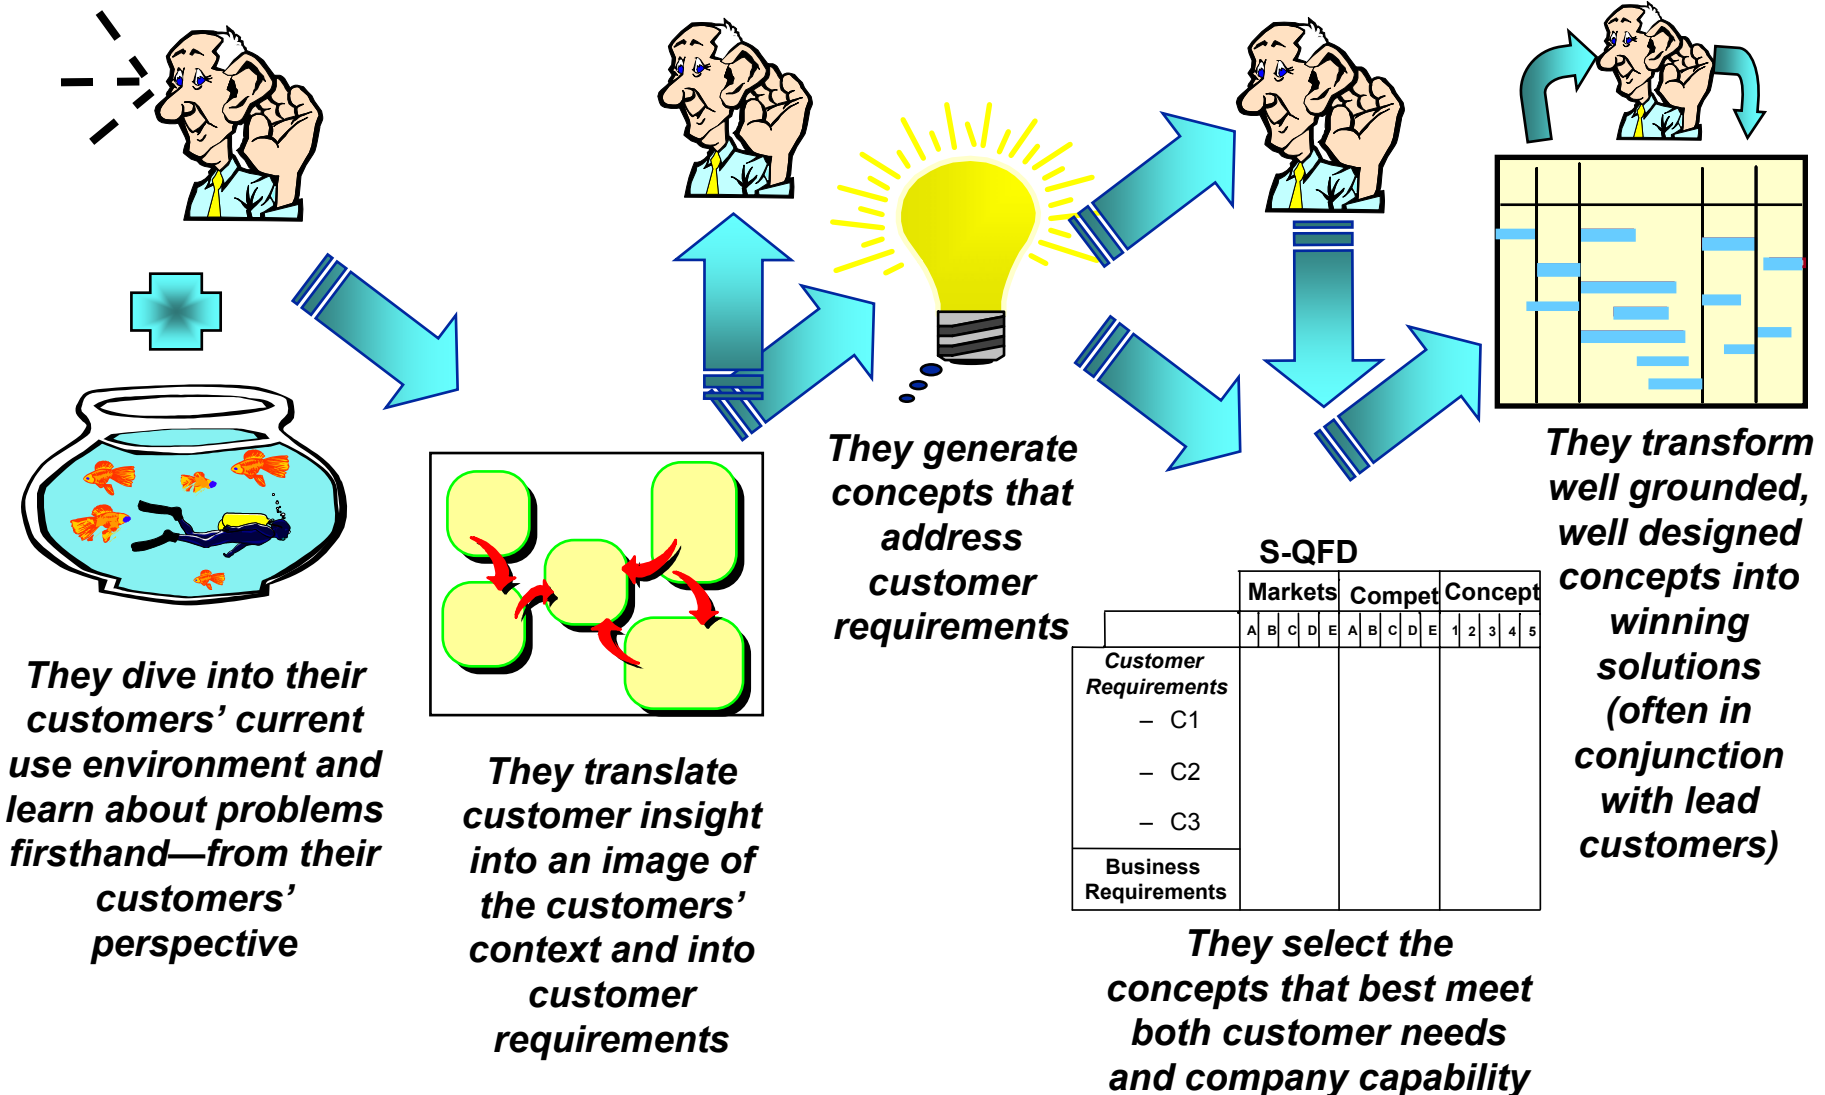 They dive into their
customers’ current
use environment and
learn about problems
firsthand—from their
customers’
perspective
They translate
customer insight
into an image of
the customers’
context and into
customer
requirements
They generate
concepts that
address
customer
requirements
S-QFD
Markets Compet Concept
A B C D E A B C D E 1 2 3 4 5
Customer
Requirements
– C1
– C2
– C3
Business
Requirements
They select the
concepts that best meet
both customer needs
and company capability
They transform
well grounded,
well designed
concepts into
winning
solutions
(often in
conjunction
with lead
customers)